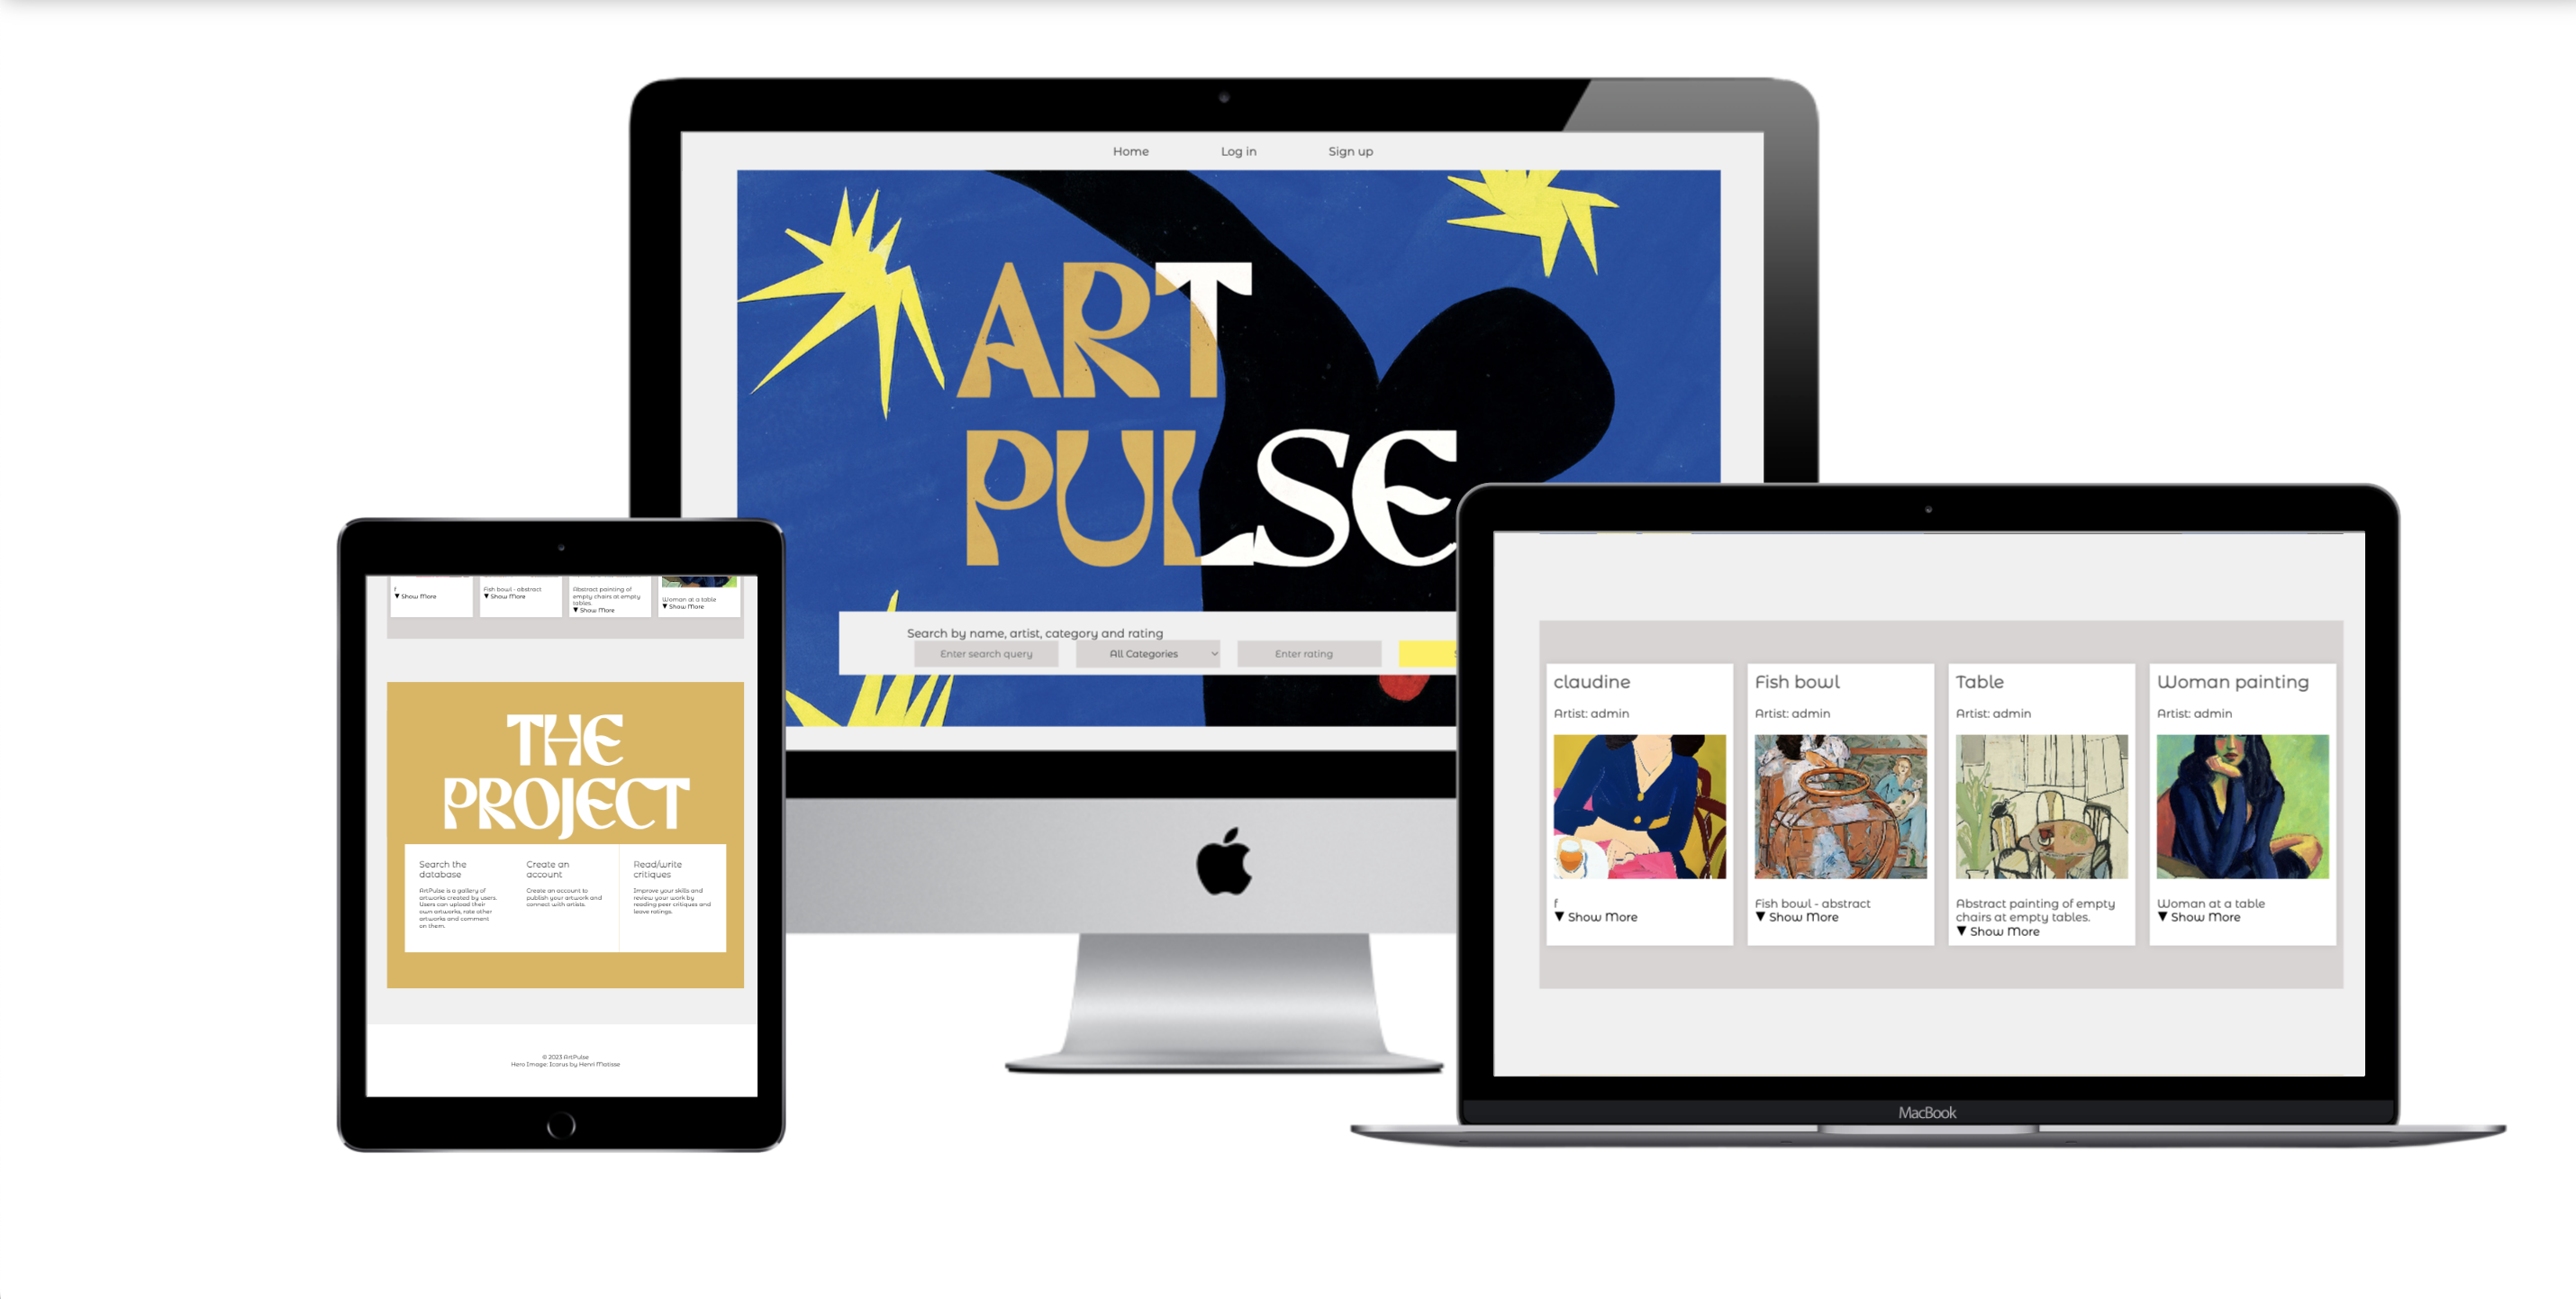 Home Log in Sign up
ART
PULSE
Search by name, artist, category and rating
Enter search query All Categories Enter rating
f
▼ Show More
Fish bowl - abstract
▼ Show More
Abstract painting of
empty chairs at empty
tables.
▼ Show More
Woman at a table
▼ Show More
THE
PROJECT
Search the
database
ArtPulse is a gallery of
artworks created by users.
Users can upload their
own artworks, rate other
artworks and comment
on them.
Create an
account
Create an account to
publish your artwork and
connect with artists.
Read/write
critiques
Improve your skills and
review your work by
reading peer critiques and
leave ratings.
© 2023 ArtPulse
Hero Image: Icarus by Henri Matisse
claudine
Artist: admin
f
▼ Show More
Fish bowl
Artist: admin
Fish bowl - abstract
▼ Show More
Table
Artist: admin
Abstract painting of empty
chairs at empty tables.
▼ Show More
Woman painting
Artist: admin
Woman at a table
▼ Show More
MacBook